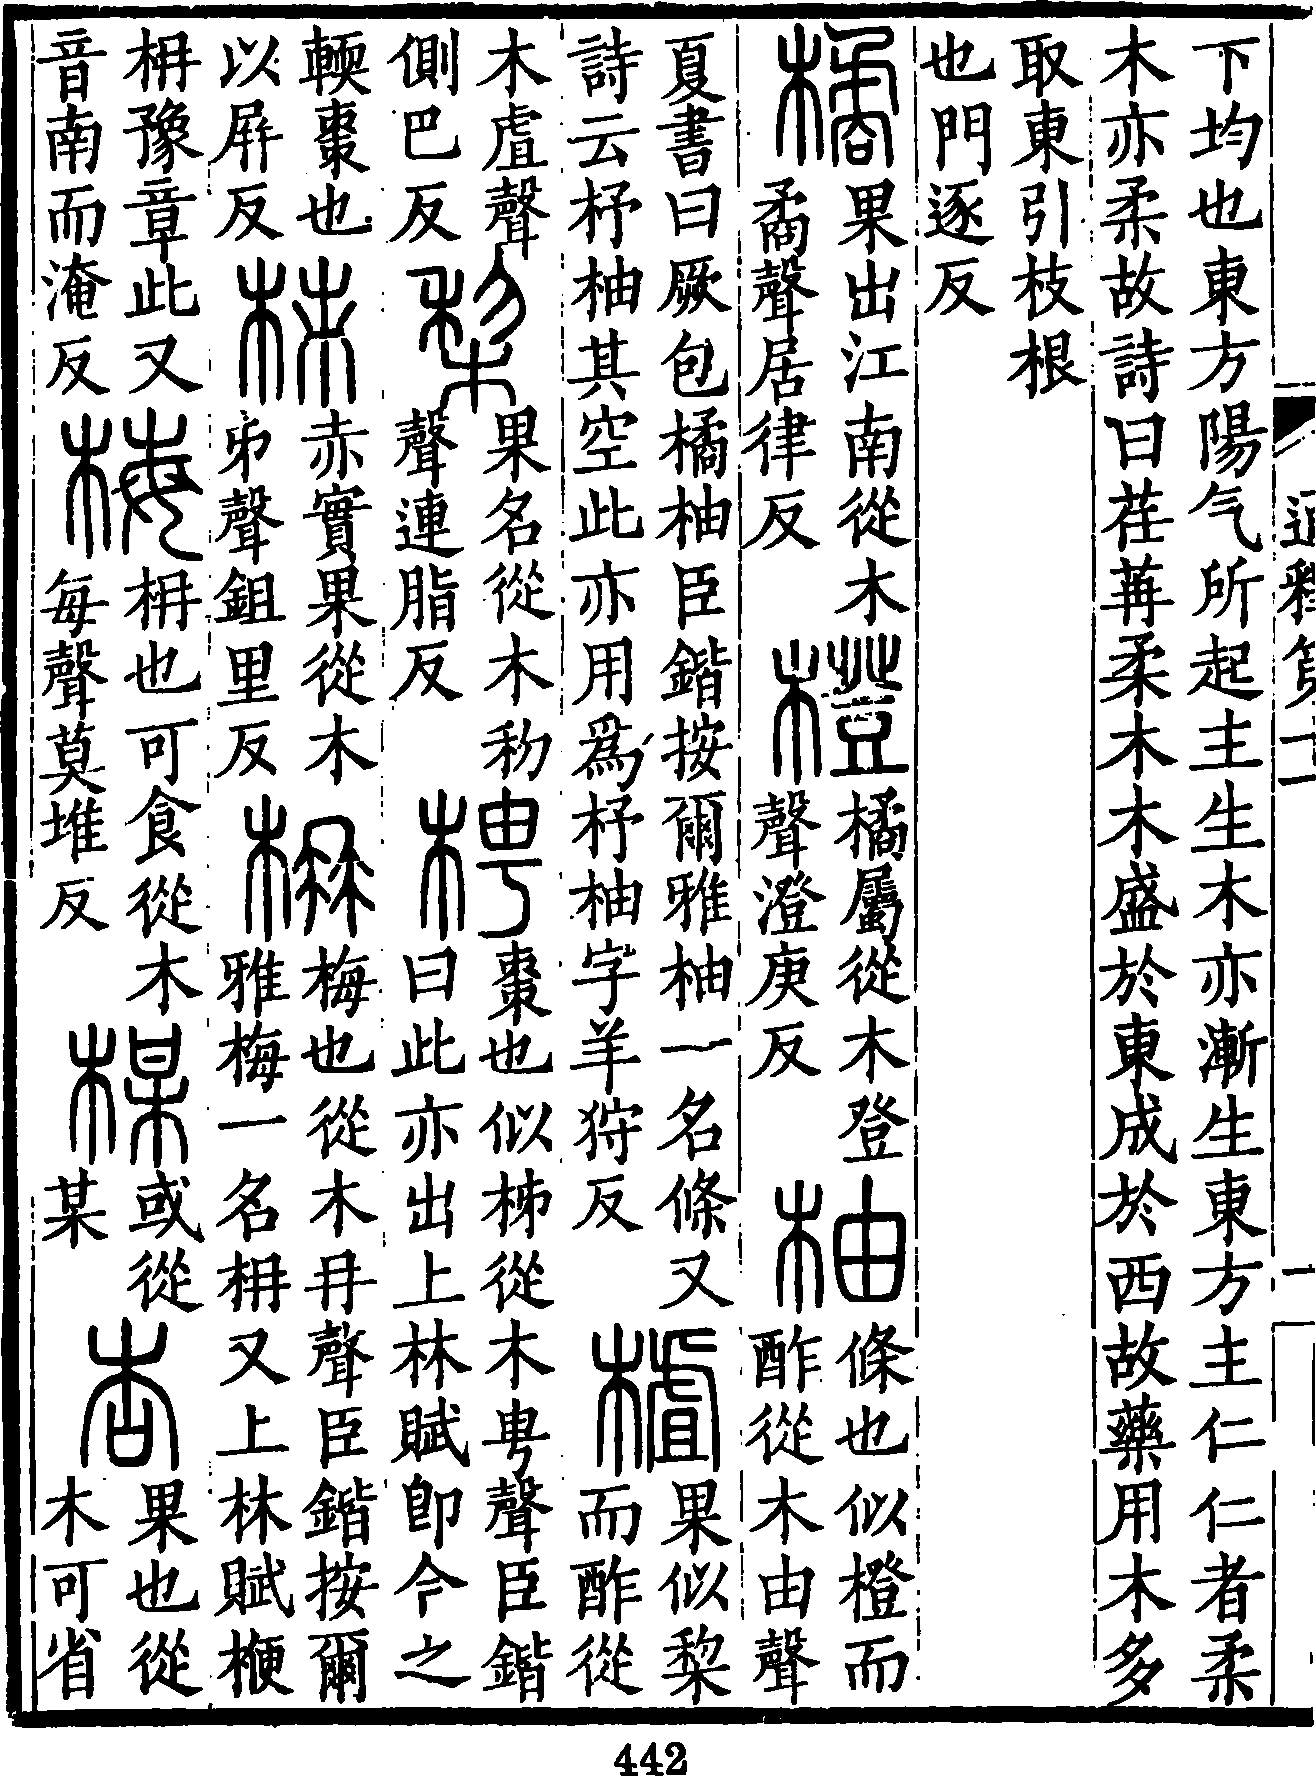 通釋第十一
一
下均也東方陽气所起主生木亦漸生東方主仁仁者柔
木亦柔故詩曰荏苒柔木木盛於東成於西故藥用木多
取東引枝根
也門逐反
橘
果出江南從木
矞聲居律反
橙
橘屬從木登
聲澄庚反
柚
條也似橙而
酢從木由聲
夏書曰厥包橘柚臣鍇按爾雅柚一名條又
詩云杼柚其空此亦用爲杼柚字羊狩反
樝
果似棃
而酢從
木虘聲
側巴反
棃
果名從木𥝢
聲連脂反
梬
棗也似柹從木甹聲臣鍇
曰此亦出上林賦卽今之
輭棗也
以屏反
柹
赤實果從木
𠂔聲鉏里反
枏
梅也從木冄聲臣鍇按爾
雅梅一名枏又上林賦楩
枏豫章此又
音南而淹反
梅
枏也可食從木
每聲莫堆反
楳
或從
某
杏
果也從
木可省
442